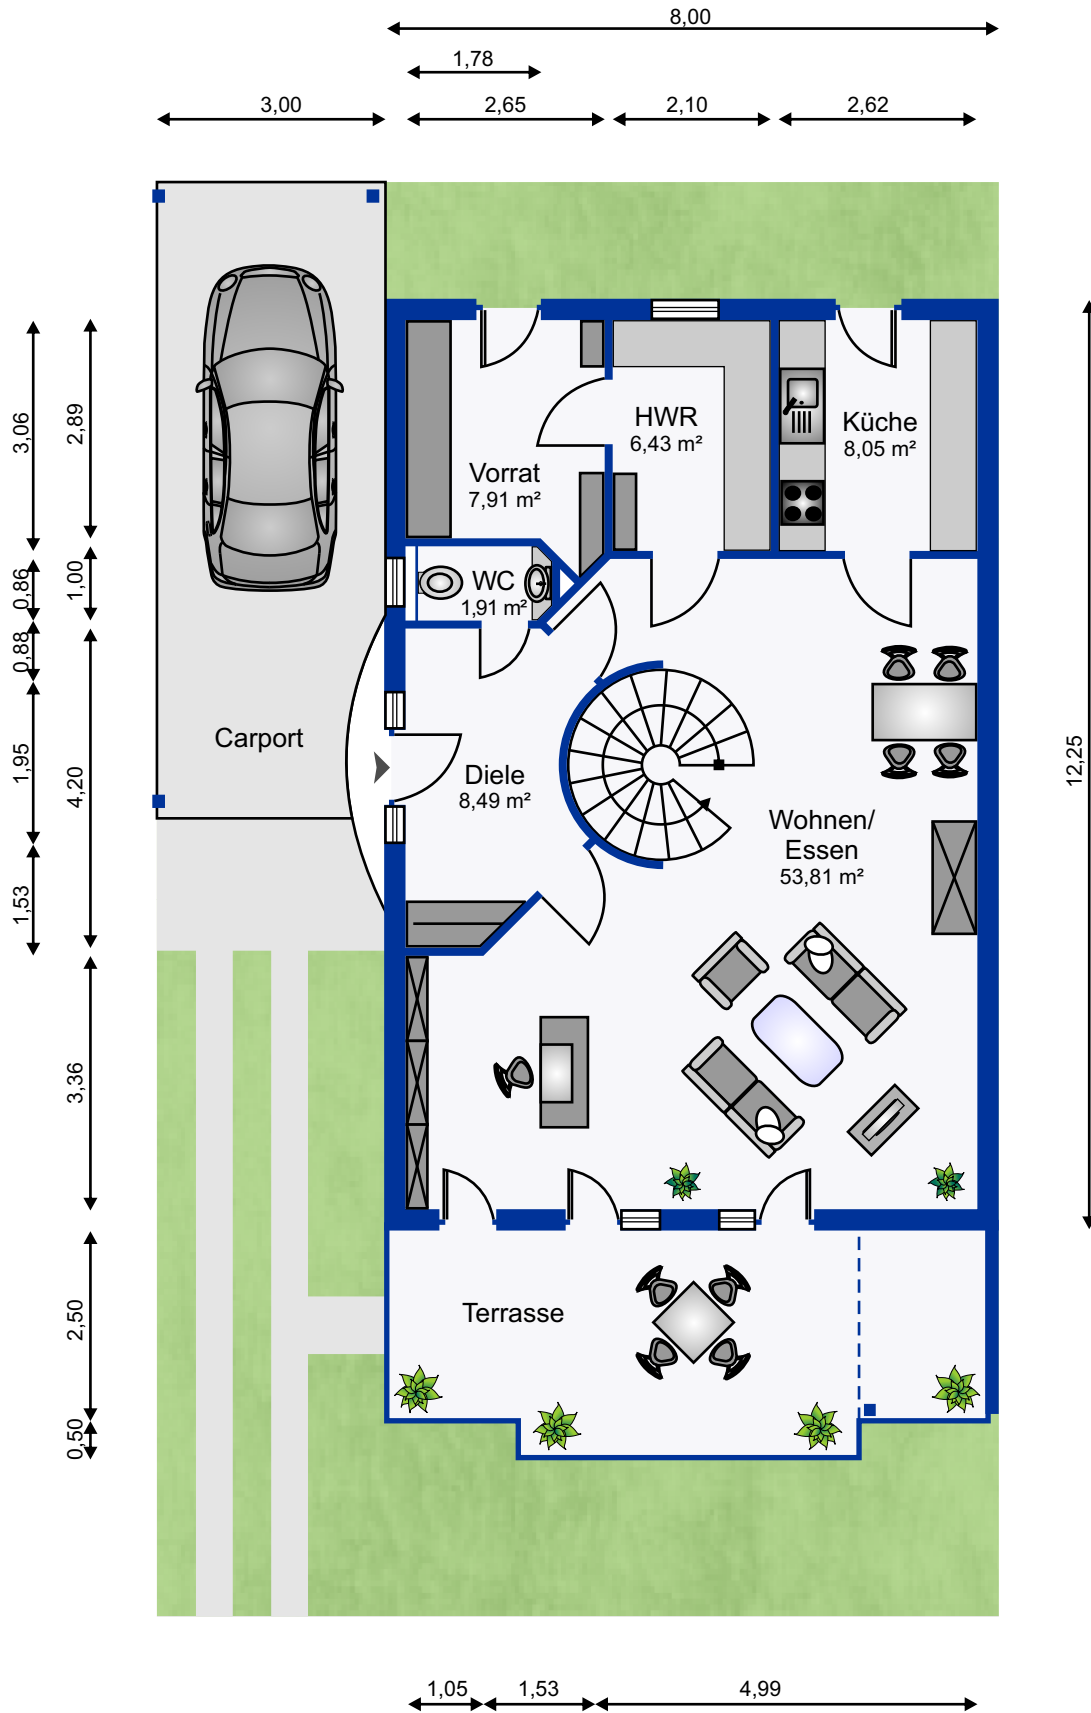 8,00
1,78
3,00
2,65
2,10
2,62
3,06
2,89
0,86
1,00
0,88
1,95
4,20
1,53
3,36
2,50
0,50
12,25
HWR
6,43 m²
Küche
8,05 m²
Vorrat
7,91 m²
WC
1,91 m²
Carport
Diele
8,49 m²
Wohnen/
Essen
53,81 m²
Terrasse
1,05
1,53
4,99